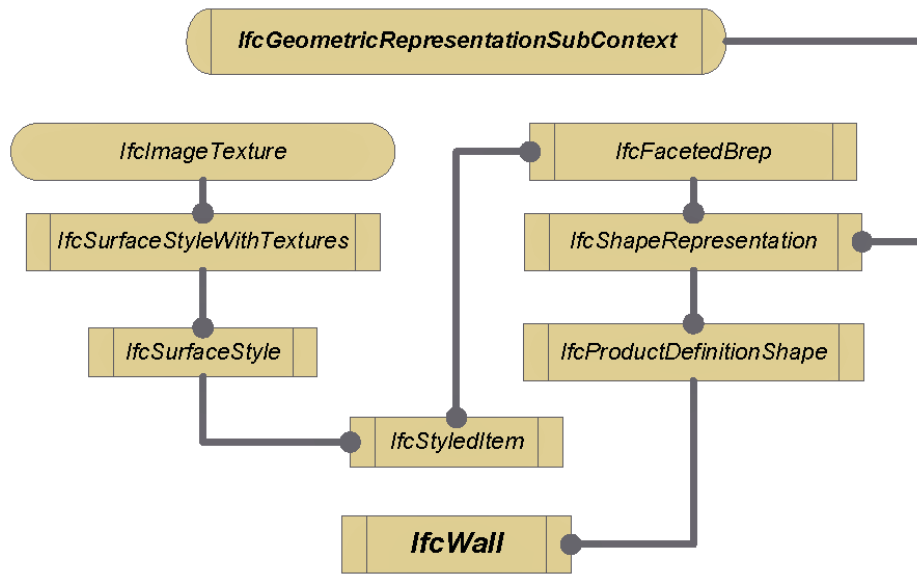 IfcGeometricRepresentationSubContext
IfcImageTexture
IfcFacetedBrep
IfcSurfaceStyleWithTextures
IfcShapeRepresentation
IfcSurfaceStyle
IfcProductDefinitionShape
IfcStyledItem
IfcWall